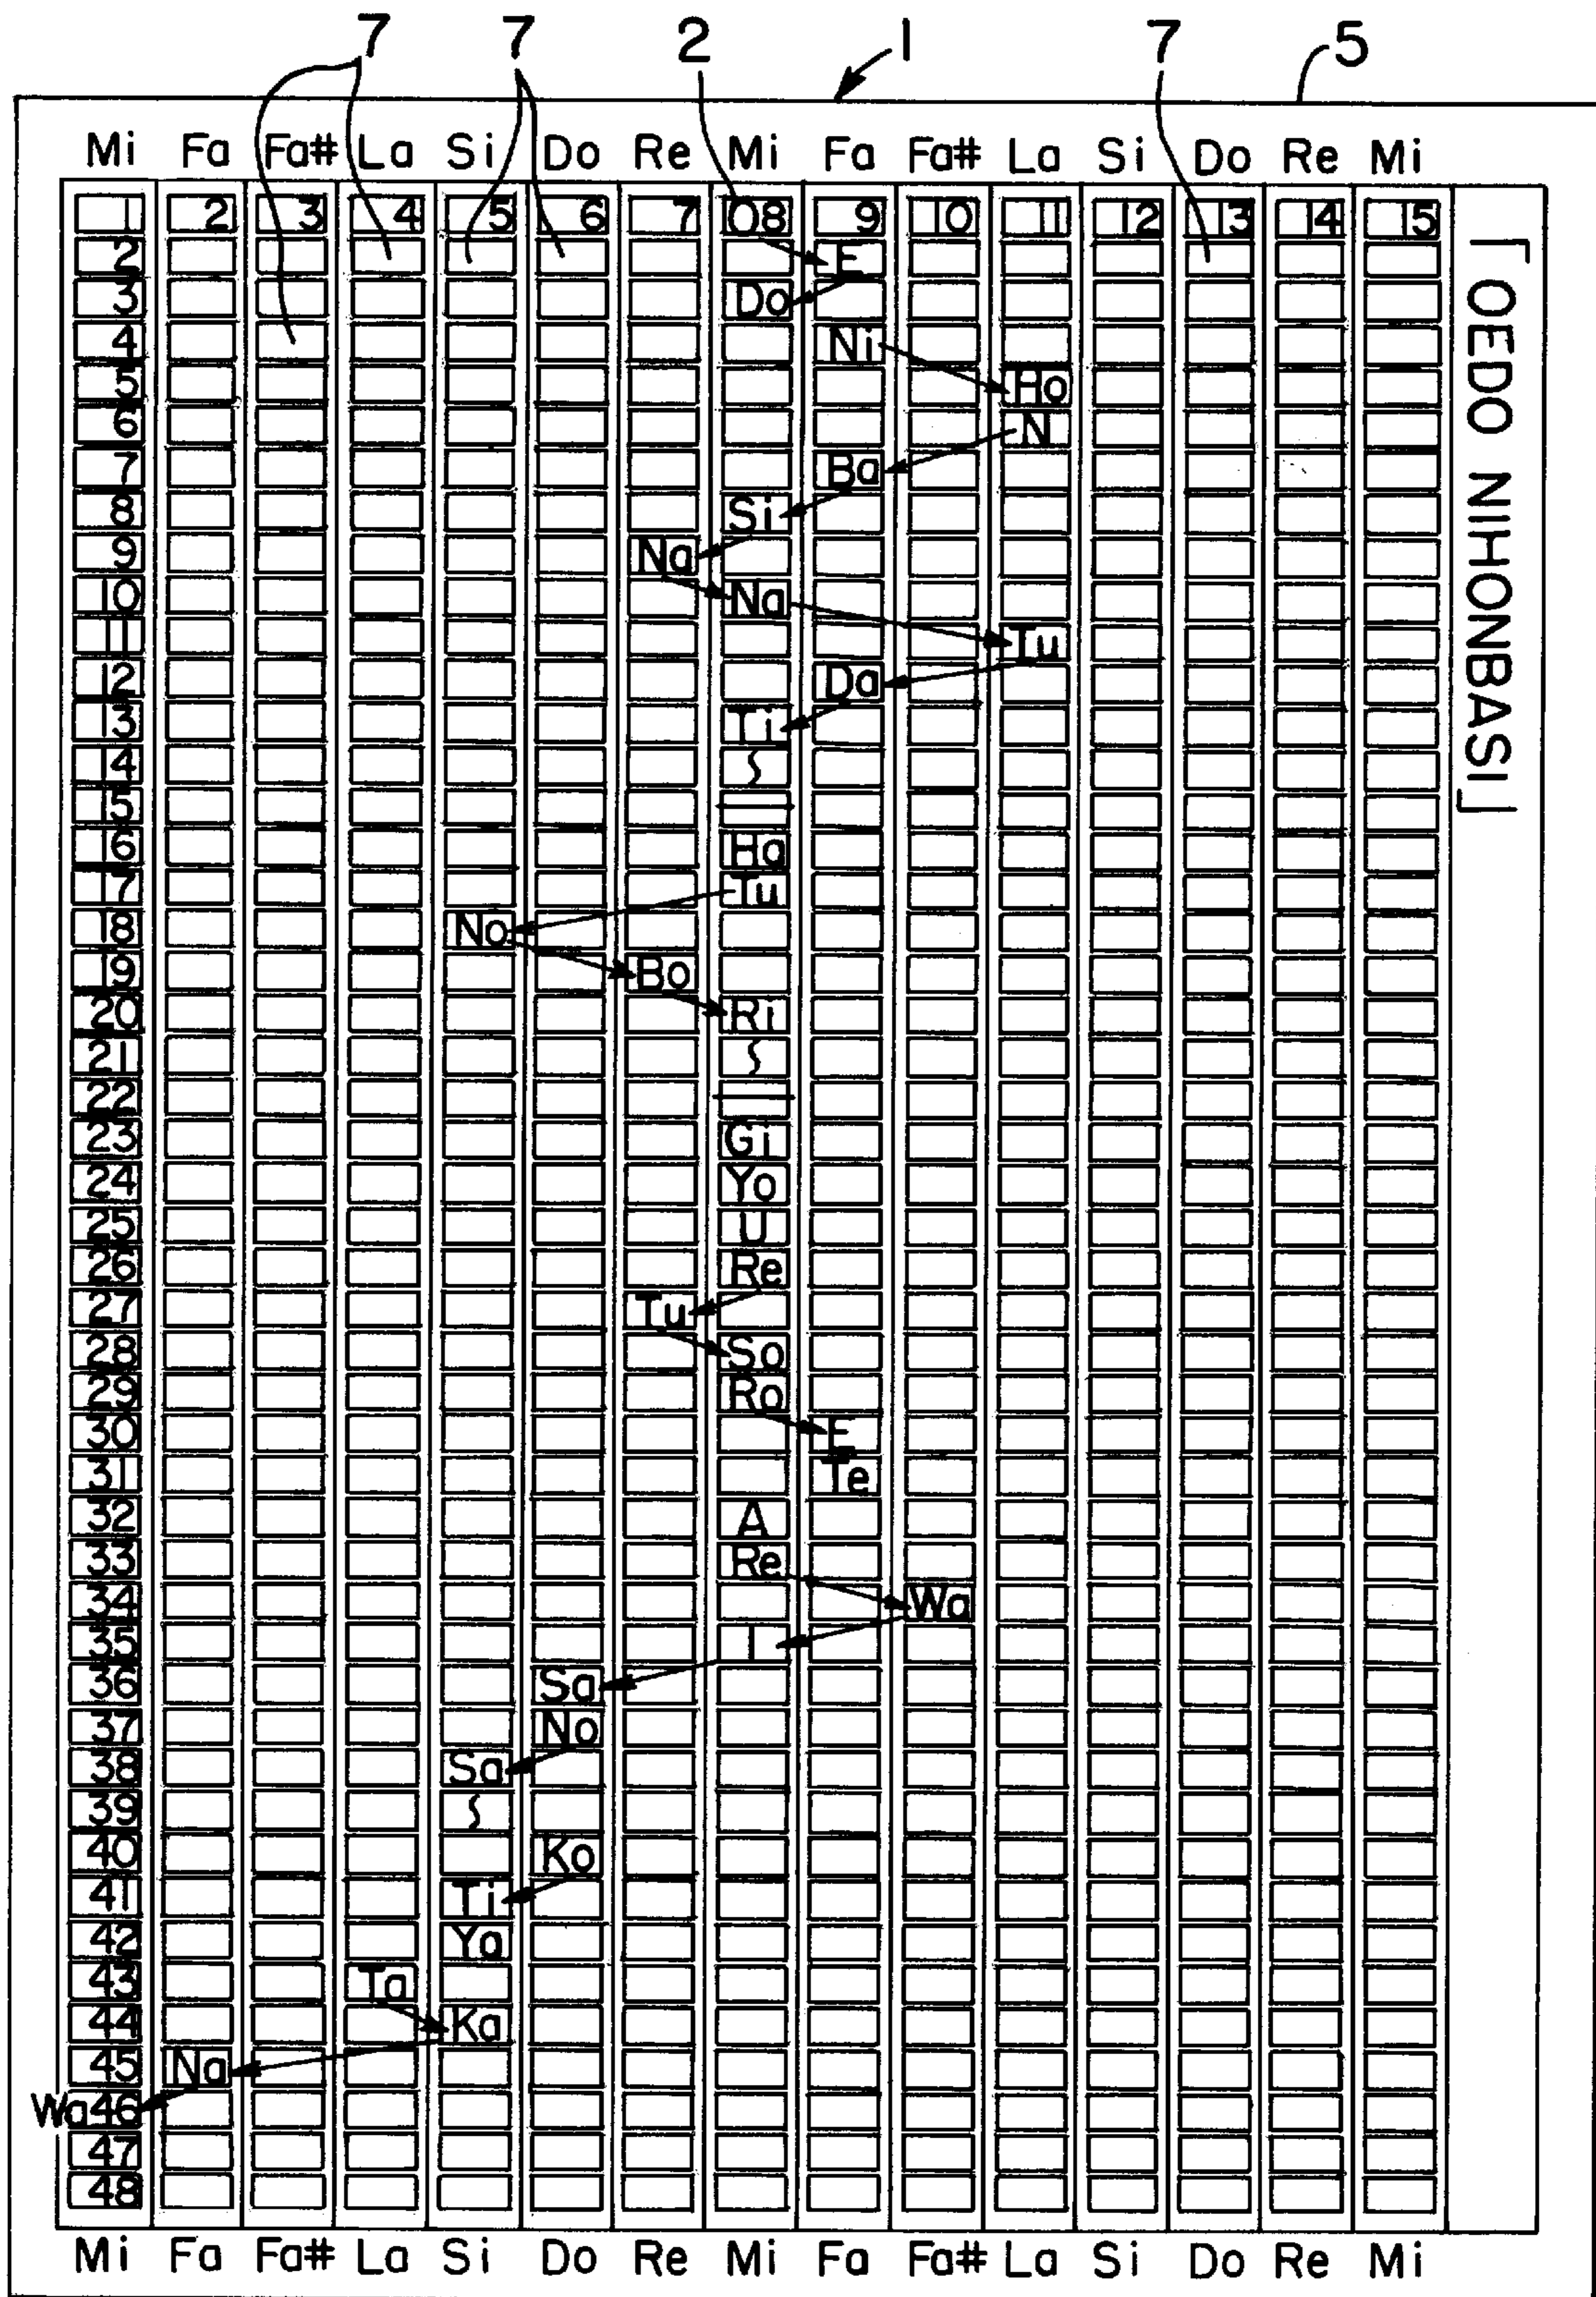 7 7 2 1 7 5
Mi Fa Fa# La Si Do Re Mi Fa Fa# La Si Do Re Mi
1 2 3 4 5 6 7 O8 9 10 11 12 13 14 15
2 E
3 Do
4 Ni
5 Ho
6 N
7 Ba
8 Si
9 Na
10 Na
11 Tu
12 Da
13 Ti
14 ∫
15 —
16 Ha
17 Tu
18 No
19 Bo
20 Ri
21 ∫
22 —
23 Gi
24 Yo
25 U
26 Re
27 Tu
28 So
29 Ro
30 E
31 Te
32 A
33 Re
34 Wa
35 I
36 Sa
37 No
38 Sa
39 ∫
40 Ko
41 Ti
42 Ya
43 Ta
44 Ka
45 Na
Wa 46
47
48
Mi Fa Fa# La Si Do Re Mi Fa Fa# La Si Do Re Mi
「OEDO NIHONBASI」